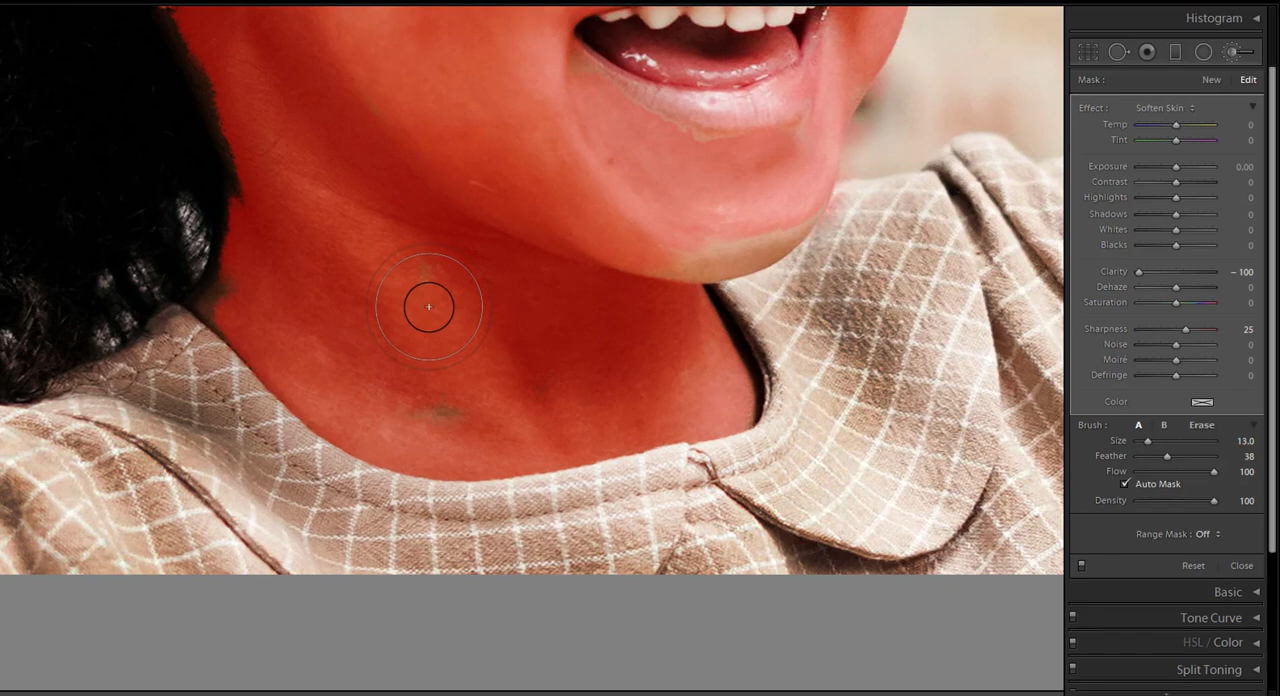 Histogram
Mask : New Edit
Effect : Soften Skin
Temp 0
Tint 0
Exposure 0.00
Contrast 0
Highlights 0
Shadows 0
Whites 0
Blacks 0
Clarity – 100
Dehaze 0
Saturation 0
Sharpness 25
Noise 0
Moiré 0
Defringe 0
Color
Brush : A B Erase
Size 13.0
Feather 38
Flow 100
Auto Mask
Density 100
Range Mask : Off
Reset Close
Basic
Tone Curve
HSL / Color
Split Toning